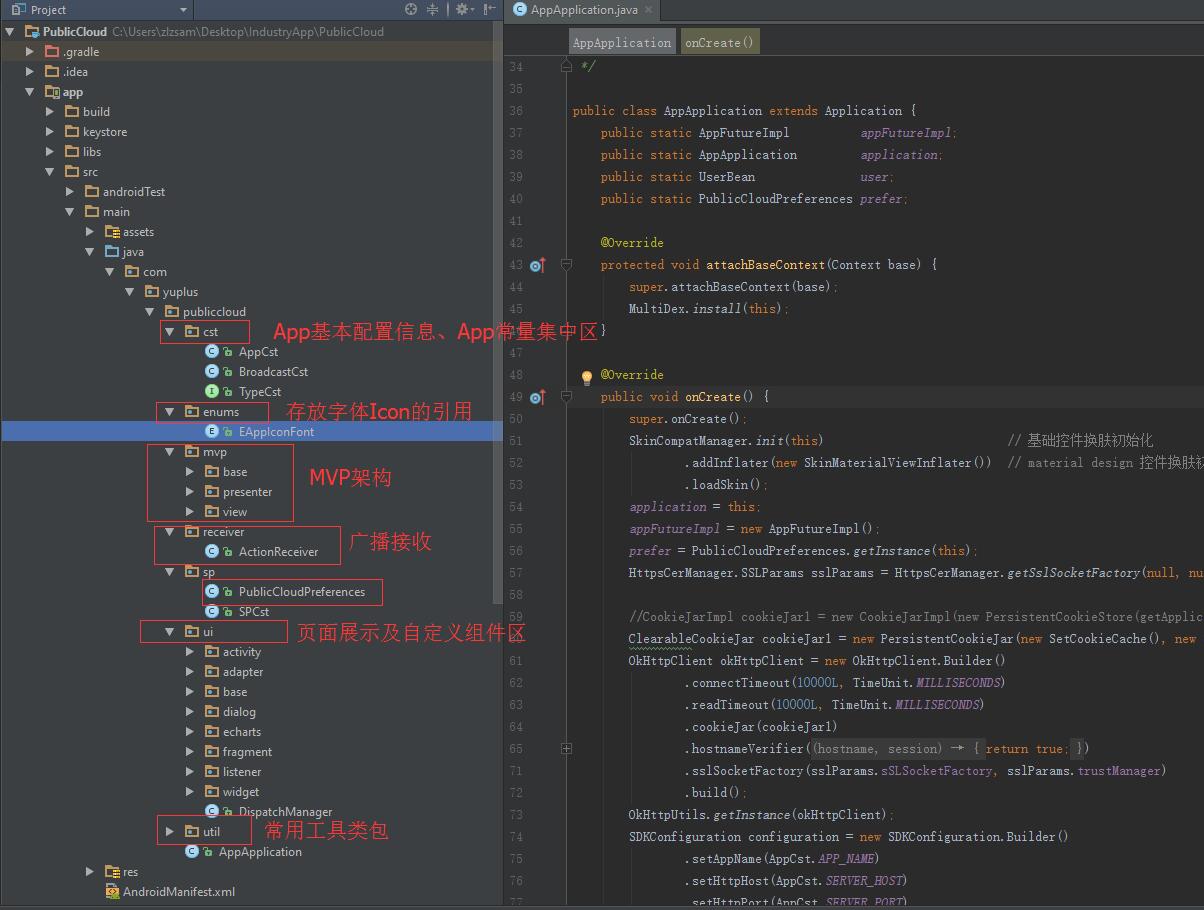 Project
PublicCloud C:\Users\zlzsam\Desktop\IndustryApp\PublicCloud
.gradle
.idea
app
build
keystore
libs
src
androidTest
main
assets
java
com
yuplus
publiccloud
cst App基本配置信息、App常量集中区
AppCst
BroadcastCst
TypeCst
enums 存放字体Icon的引用
EAppIconFont
mvp
base MVP架构
presenter
view
receiver 广播接收
ActionReceiver
sp
PublicCloudPreferences
SPCst
ui 页面展示及自定义组件区
activity
adapter
base
dialog
echarts
fragment
listener
widget
DispatchManager
util 常用工具类包
AppApplication
res
AndroidManifest.xml
AppApplication.java
AppApplication onCreate()
34 */
35
36 public class AppApplication extends Application {
37 public static AppFutureImpl appFutureImpl;
38 public static AppApplication application;
39 public static UserBean user;
40 public static PublicCloudPreferences prefer;
41
42 @Override
43 protected void attachBaseContext(Context base) {
44 super.attachBaseContext(base);
45 MultiDex.install(this);
}
47
48 @Override
49 public void onCreate() {
50 super.onCreate();
51 SkinCompatManager.init(this) // 基础控件换肤初始化
52 .addInflater(new SkinMaterialViewInflater()) // material design 控件换肤
53 .loadSkin();
54 application = this;
55 appFutureImpl = new AppFutureImpl();
56 prefer = PublicCloudPreferences.getInstance(this);
57 HttpsCerManager.SSLParams sslParams = HttpsCerManager.getSslSocketFactory(null, nu
58
59 //CookieJarImpl cookieJar1 = new CookieJarImpl(new PersistentCookieStore(getApplic
ClearableCookieJar cookieJar1 = new PersistentCookieJar(new SetCookieCache(), new
61 OkHttpClient okHttpClient = new OkHttpClient.Builder()
62 .connectTimeout(10000L, TimeUnit.MILLISECONDS)
63 .readTimeout(10000L, TimeUnit.MILLISECONDS)
64 .cookieJar(cookieJar1)
65 .hostnameVerifier((hostname, session) → { return true; })
71 .sslSocketFactory(sslParams.sSLSocketFactory, sslParams.trustManager)
72 .build();
73 OkHttpUtils.getInstance(okHttpClient);
74 SDKConfiguration configuration = new SDKConfiguration.Builder()
75 .setAppName(AppCst.APP_NAME)
76 .setHttpHost(AppCst.SERVER_HOST)
77 .setHttpPort(AppCst.SERVER_PORT)